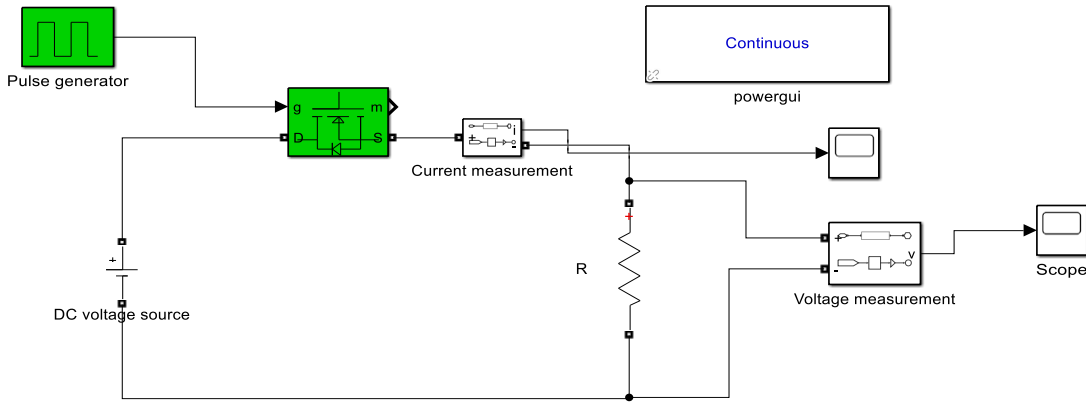 Continuous
Pulse generator
powergui
g
m
D
S
i
+
-
Current measurement
+
+
R
+
-
v
Voltage measurement
Scope
+
DC voltage source